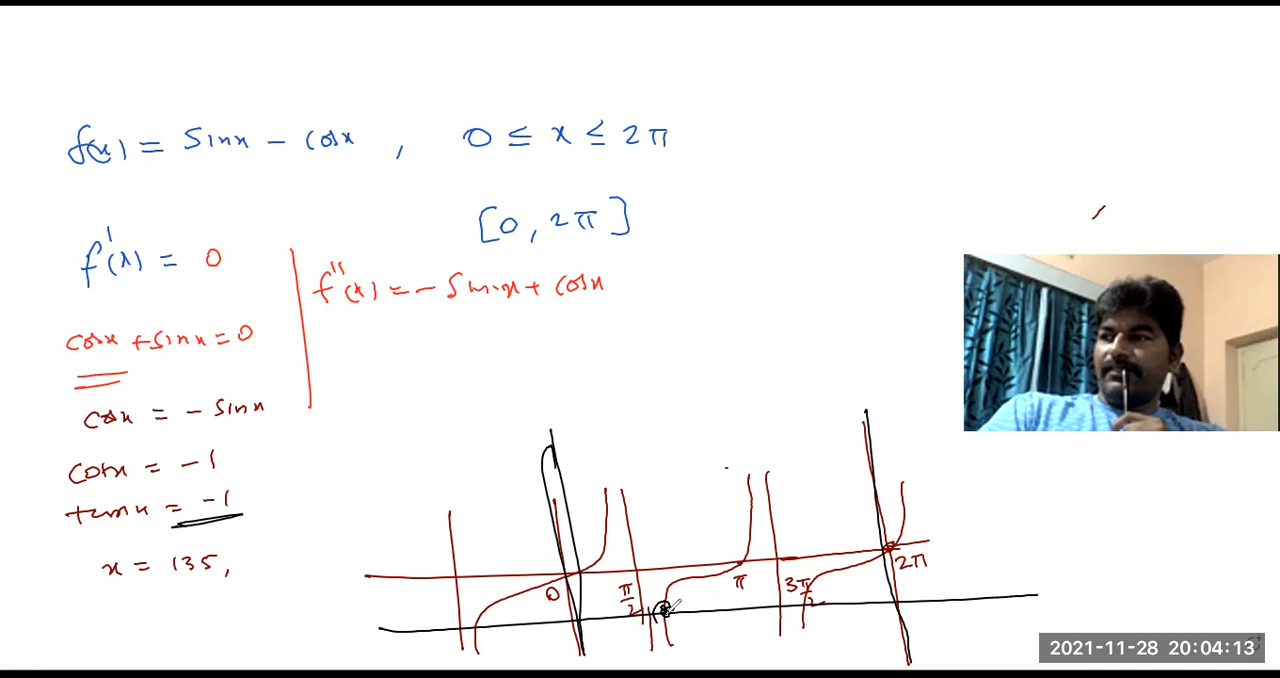 f(x) = sinx - cosx , 0 ≤ x ≤ 2π
[0, 2π]
f'(x) = 0
f''(x) = - sinx + cosx
cosx + sinx = 0
cosx = - sinx
cotx = -1
tanx = -1
x = 135,
0
π/2
π
3π/2
2π
2021-11-28 20:04:13